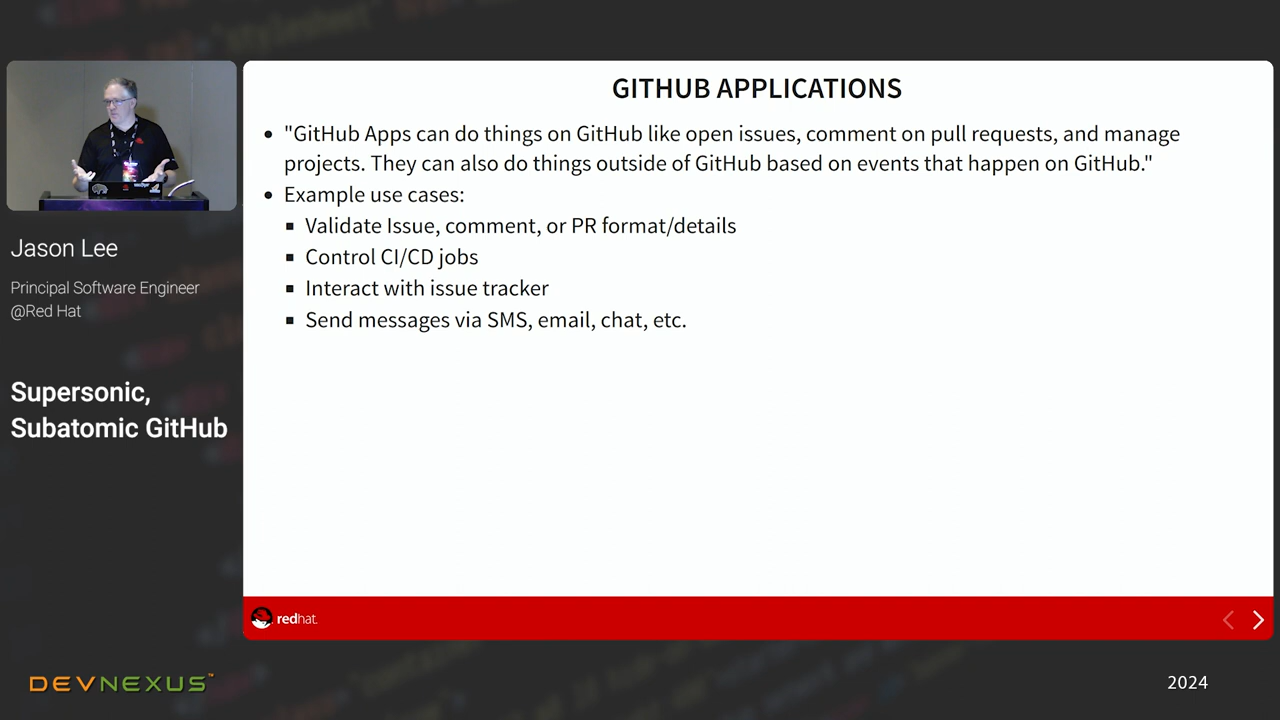 Jason Lee
Principal Software Engineer
@Red Hat
Supersonic,
Subatomic GitHub
GITHUB APPLICATIONS
• "GitHub Apps can do things on GitHub like open issues, comment on pull requests, and manage
projects. They can also do things outside of GitHub based on events that happen on GitHub."
• Example use cases:
▪ Validate Issue, comment, or PR format/details
▪ Control CI/CD jobs
▪ Interact with issue tracker
▪ Send messages via SMS, email, chat, etc.
redhat.
DEVNEXUS™
2024